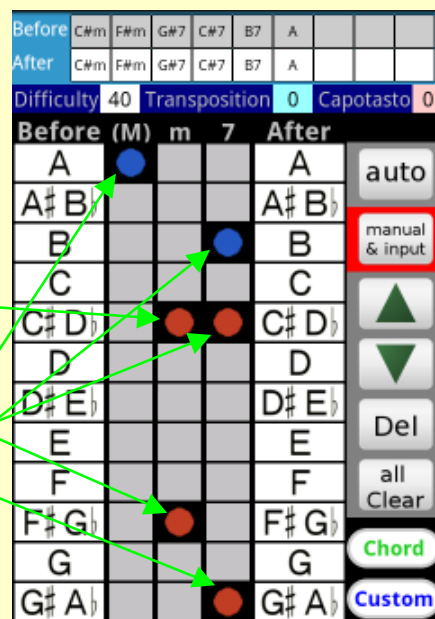 Before C#m F#m G#7 C#7 B7 A
After C#m F#m G#7 C#7 B7 A
Difficulty 40 Transposition 0 Capotasto 0
Before (M) m 7 After
A A auto
A♯ B♭ A♯ B♭
B B manual & input
C C
C♯ D♭ C♯ D♭
D D
D♯ E♭ D♯ E♭
E E Del
F F all Clear
F♯ G♭ F♯ G♭
G G Chord
G♯ A♭ G♯ A♭ Custom